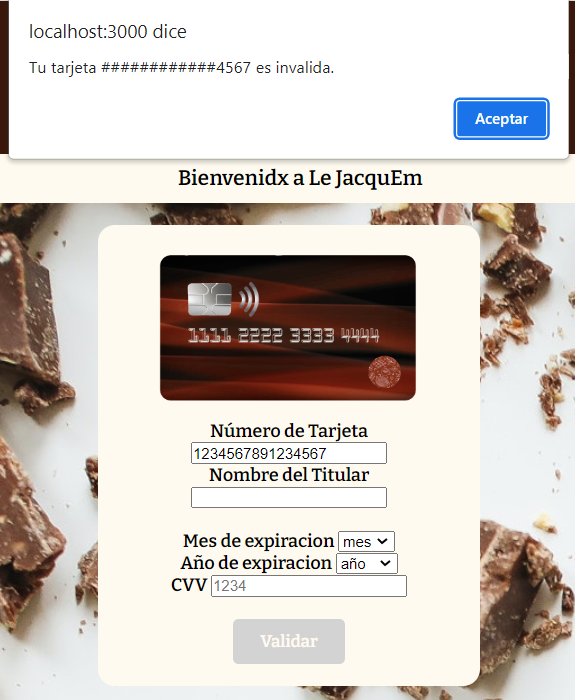 localhost:3000 dice
Tu tarjeta ############4567 es invalida.
Aceptar
Bienvenidx a Le JacquEm
1111 2222 3333 4444
Número de Tarjeta
1234567891234567
Nombre del Titular
Mes de expiracion mes
Año de expiracion año
CVV 1234
Validar